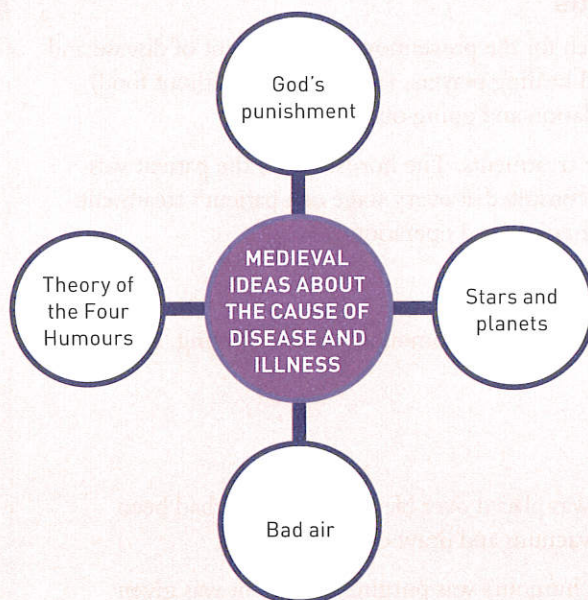 God's
punishment
Theory of
the Four
Humours
MEDIEVAL
IDEAS ABOUT
THE CAUSE OF
DISEASE AND
ILLNESS
Stars and
planets
Bad air